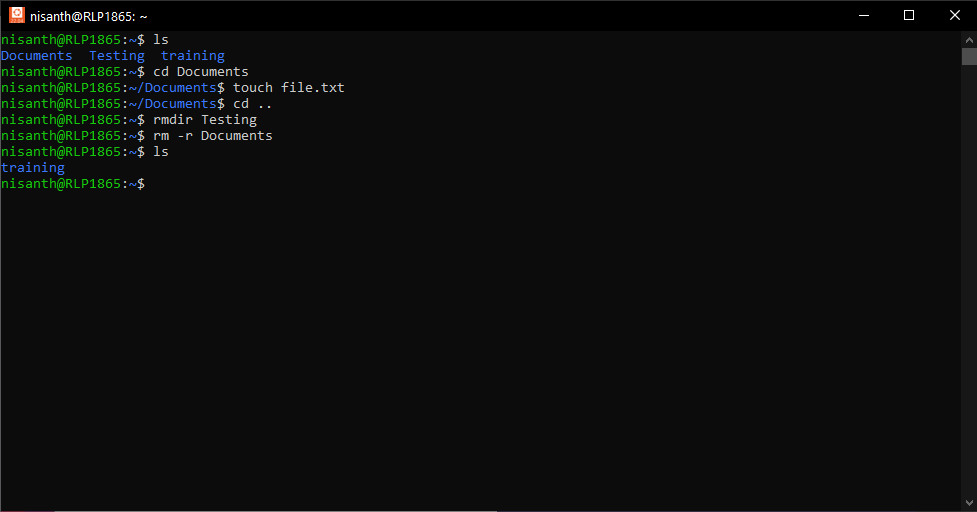 nisanth@RLP1865: ~
nisanth@RLP1865:~$ ls
Documents  Testing  training
nisanth@RLP1865:~$ cd Documents
nisanth@RLP1865:~/Documents$ touch file.txt
nisanth@RLP1865:~/Documents$ cd ..
nisanth@RLP1865:~$ rmdir Testing
nisanth@RLP1865:~$ rm -r Documents
nisanth@RLP1865:~$ ls
training
nisanth@RLP1865:~$